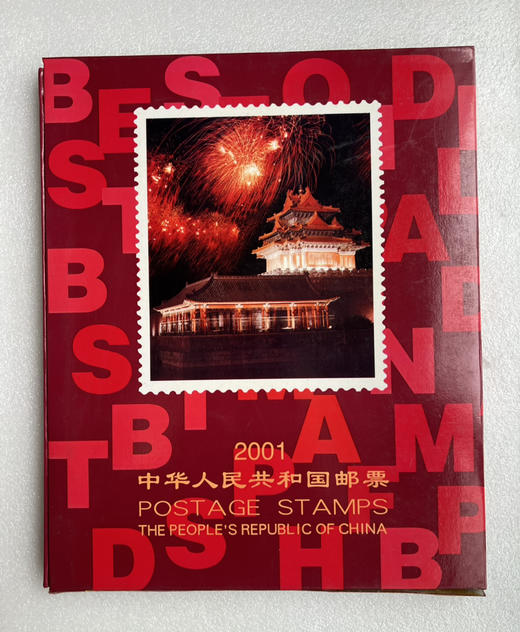 2001
中华人民共和国邮票
POSTAGE STAMPS
THE PEOPLE'S REPUBLIC OF CHINA